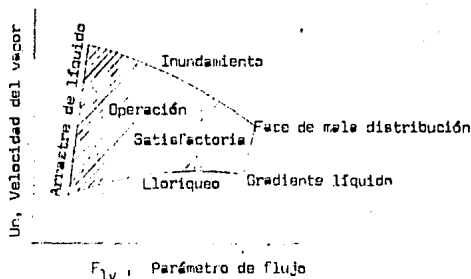 Un, Velocidad del vapor
Arrastre de líquido
Inundamiento
Operación
Satisfactoria
Face de mala distribución
Lloriqueo
Gradiente líquido
F_lv, Parámetro de flujo